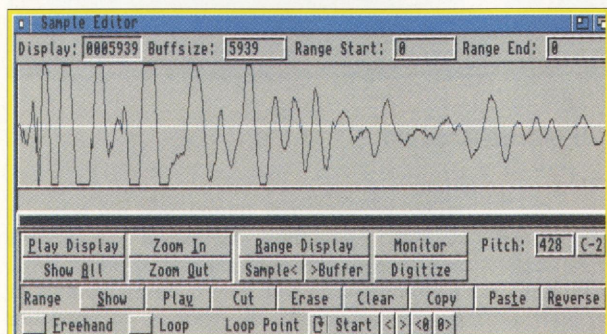 Sample Editor
Display: 0005939 Buffsize: 5939 Range Start: 0 Range End: 0
Play Display Zoom In Range Display Monitor Pitch: 428 C-2
Show All Zoom Out Sample< >Buffer Digitize
Range Show Play Cut Erase Clear Copy Paste Reverse
Freehand Loop Loop Point Start < > <0 0>